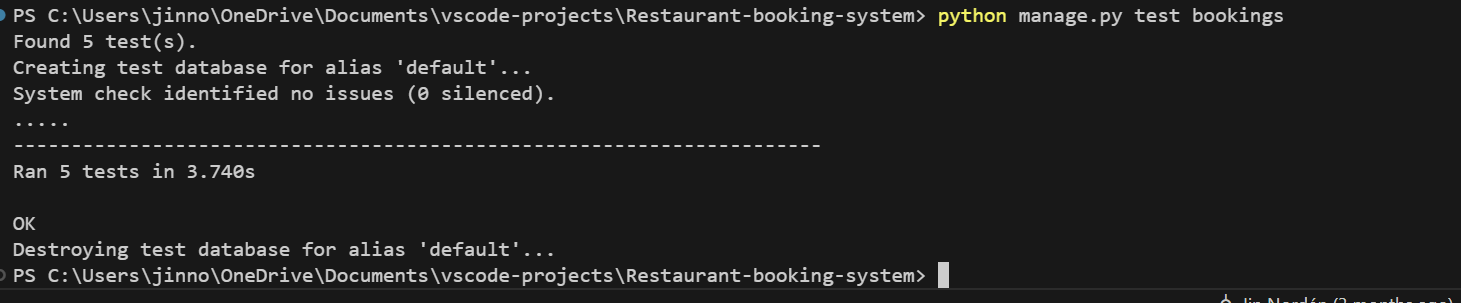 PS C:\Users\jinno\OneDrive\Documents\vscode-projects\Restaurant-booking-system> python manage.py test bookings
Found 5 test(s).
Creating test database for alias 'default'...
System check identified no issues (0 silenced).
.....
----------------------------------------------------------------------
Ran 5 tests in 3.740s
OK
Destroying test database for alias 'default'...
PS C:\Users\jinno\OneDrive\Documents\vscode-projects\Restaurant-booking-system>